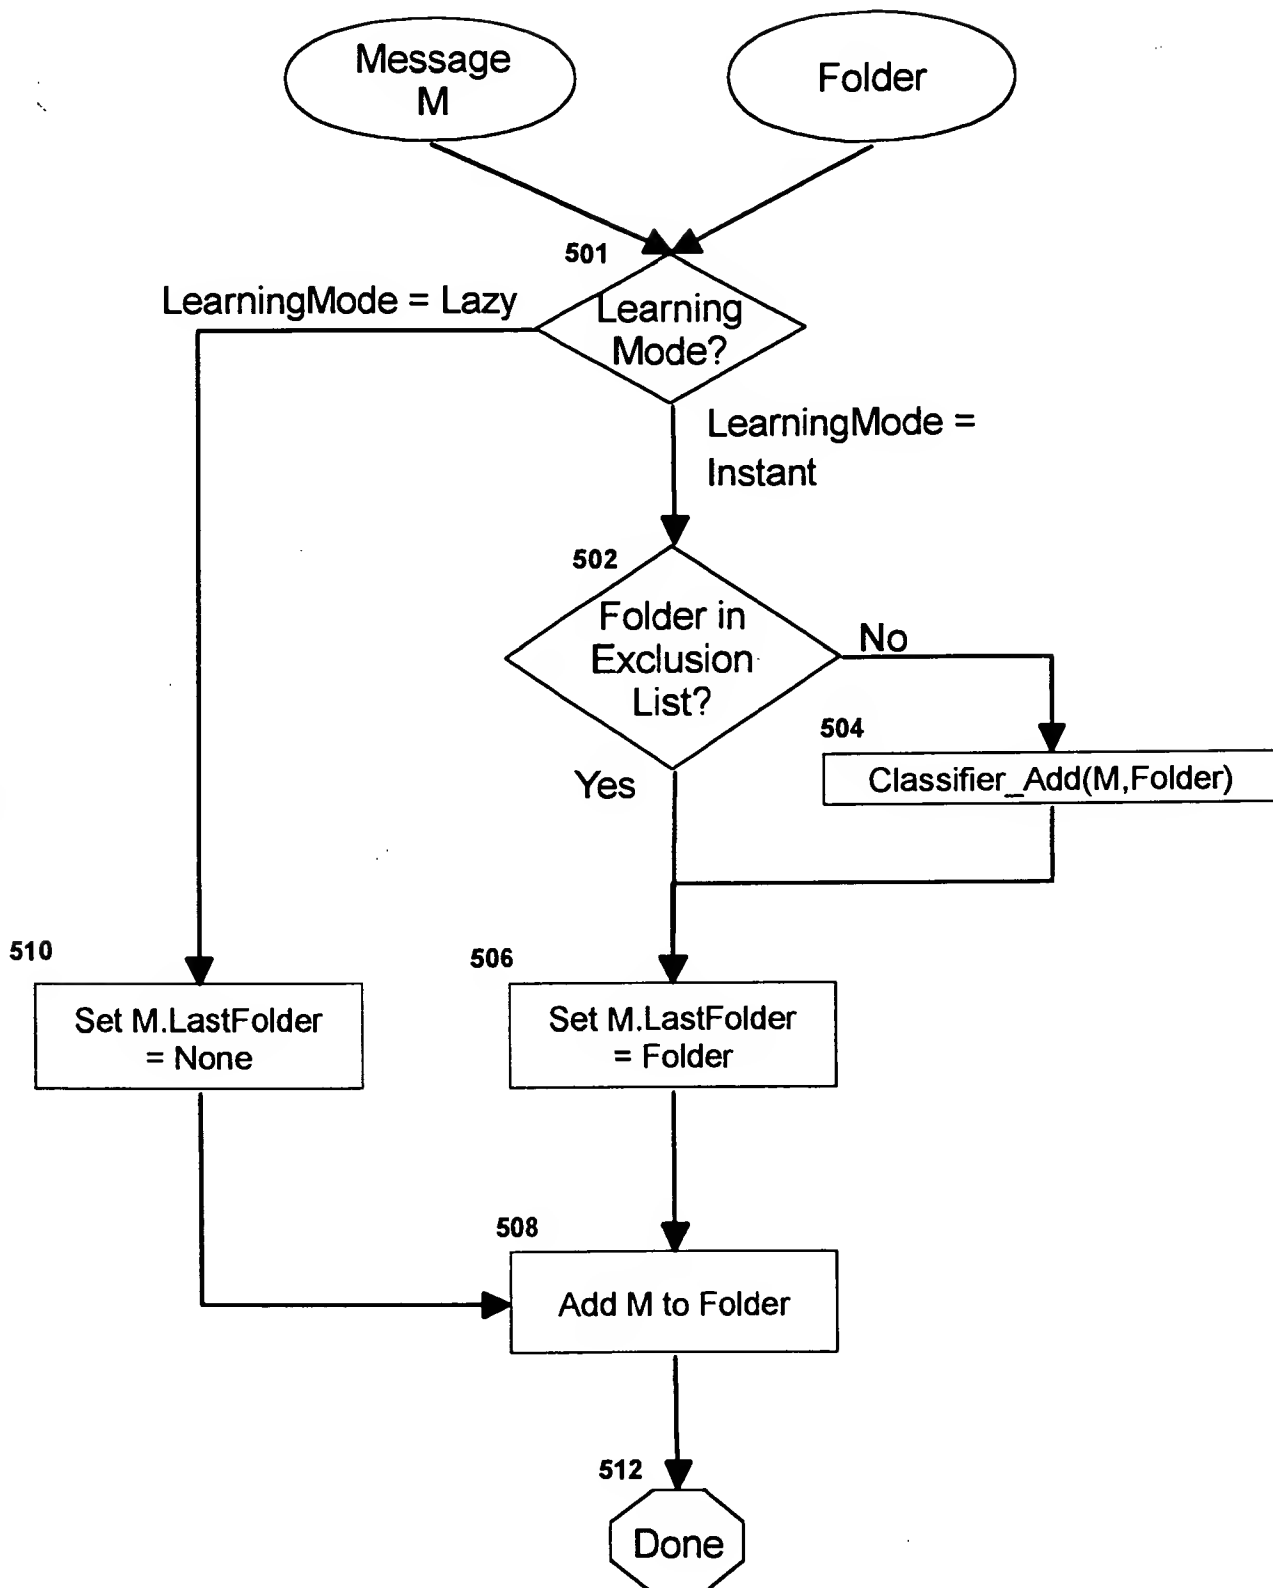 Message
M
Folder
501
LearningMode = Lazy
Learning
Mode?
LearningMode =
Instant
502
Folder in
Exclusion
List?
No
504
Classifier_Add(M,Folder)
Yes
510
506
Set M.LastFolder
= None
Set M.LastFolder
= Folder
508
Add M to Folder
512
Done